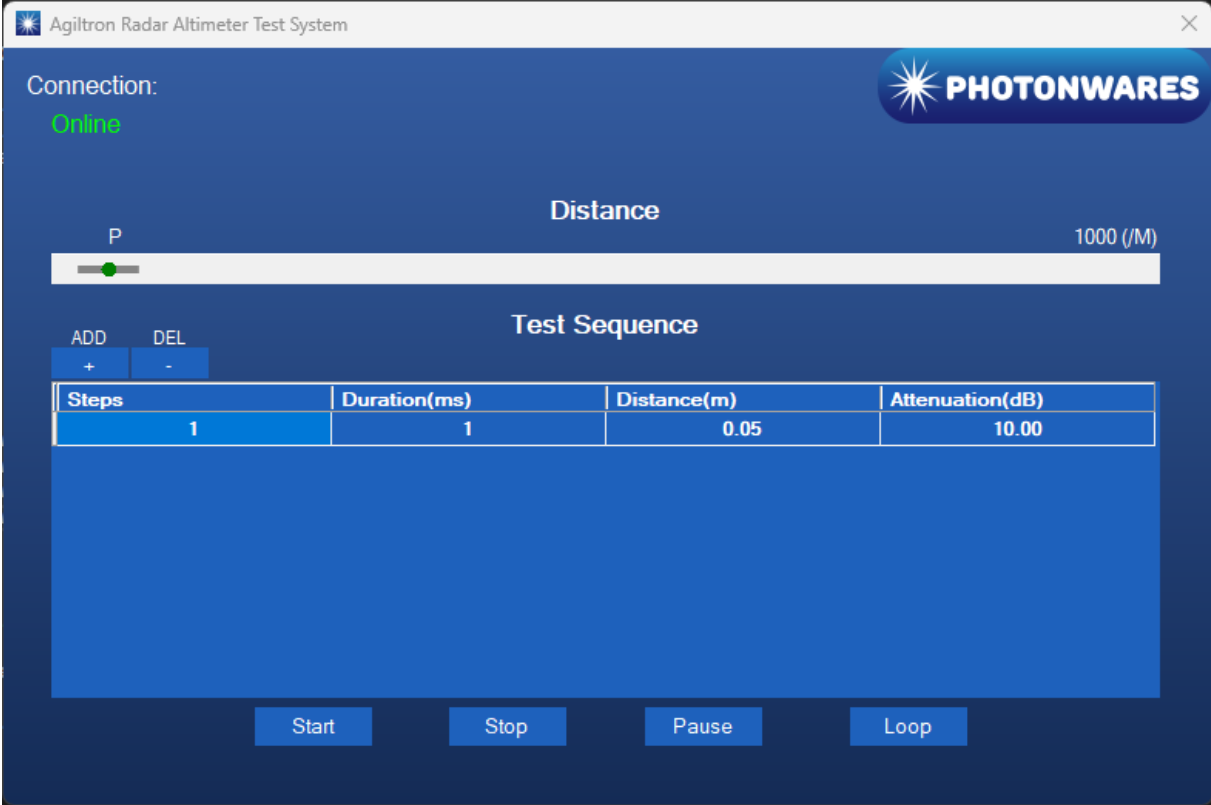 Agiltron Radar Altimeter Test System
Connection:
PHOTONWARES
Online
Distance
P 1000 (/M)
Test Sequence
ADD DEL
+ -
Steps Duration(ms) Distance(m) Attenuation(dB)
1 1 0.05 10.00
Start Stop Pause Loop